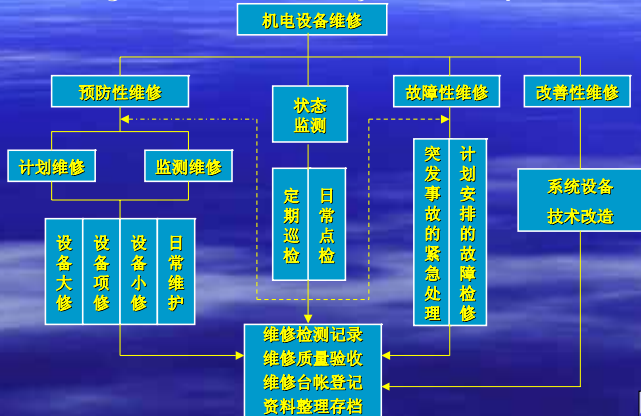 机电设备维修
预防性维修
状态
监测
故障性维修
改善性维修
计划维修
监测维修
设备大修
设备项修
设备小修
日常维护
定期巡检
日常点检
突发事故的紧急处理
计划安排的故障检修
系统设备
技术改造
维修检测记录
维修质量验收
维修台帐登记
资料整理存档